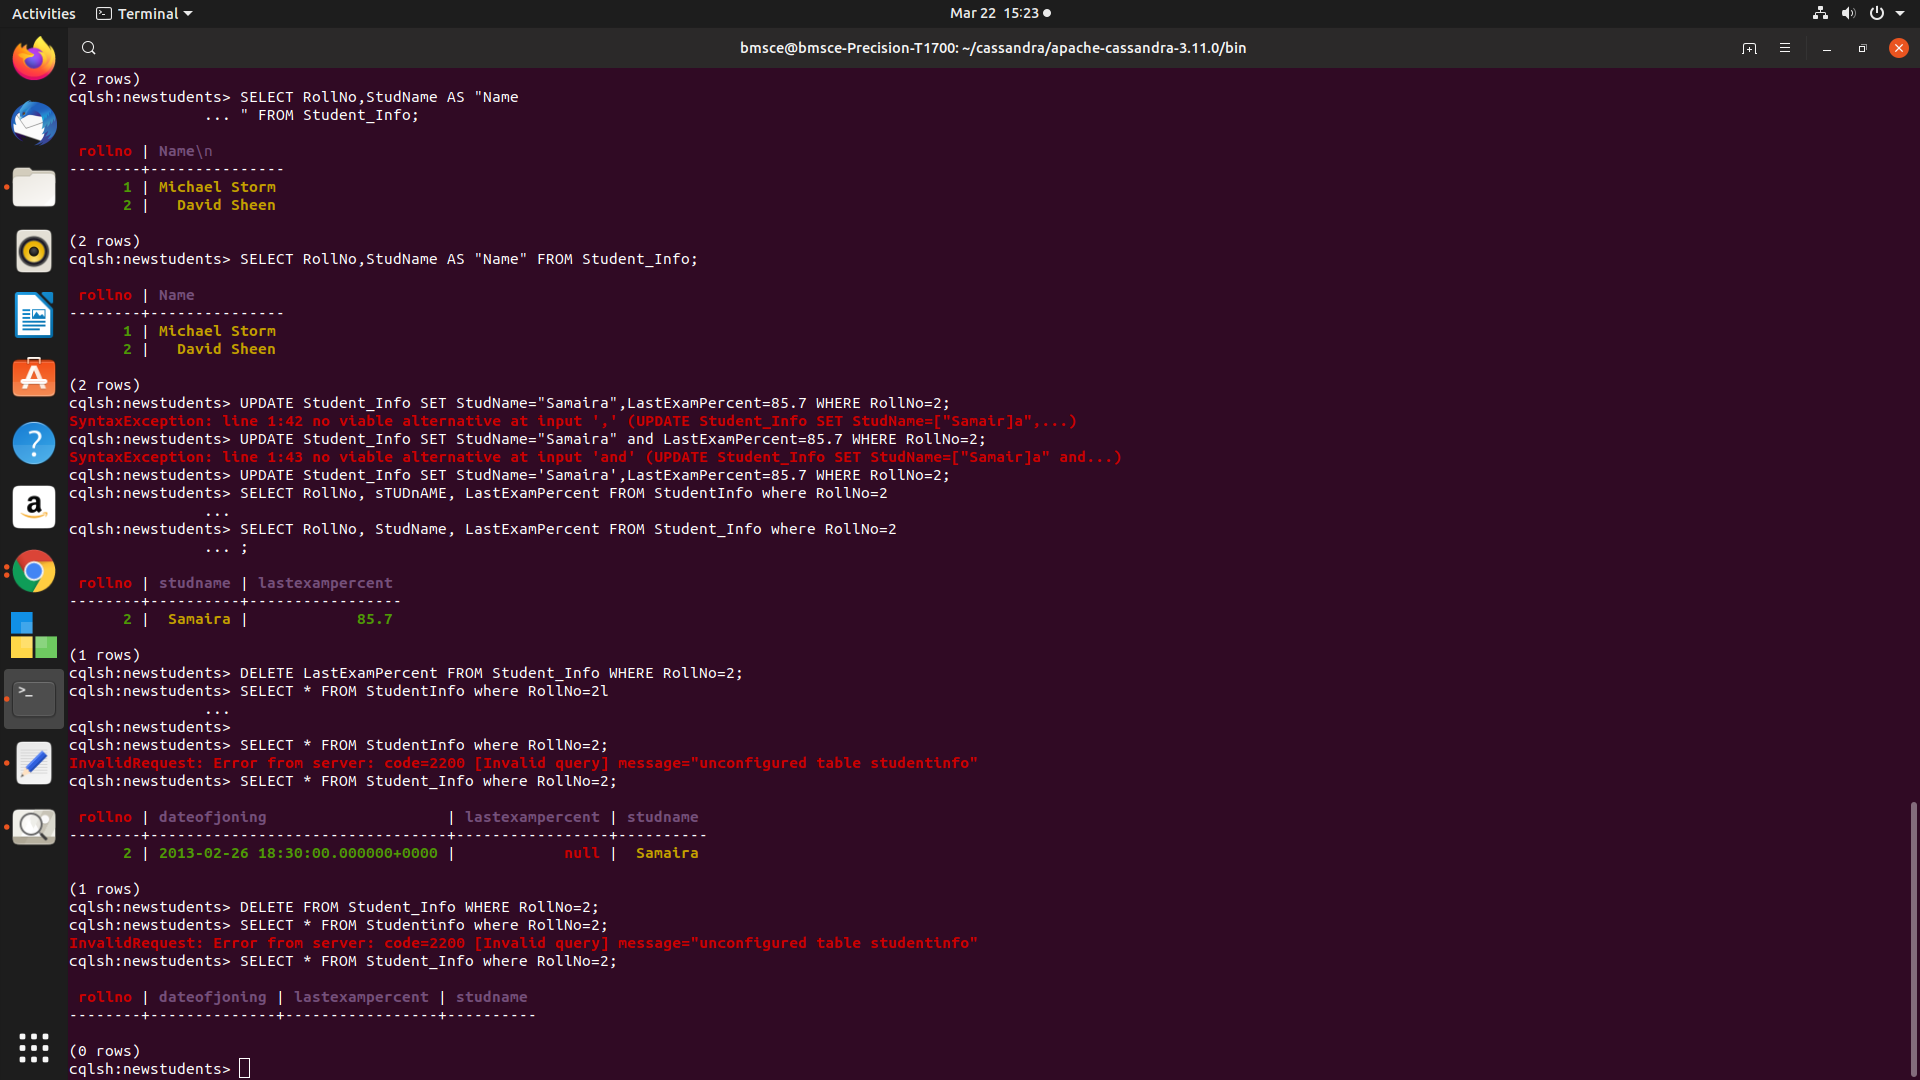 Activities Terminal Mar 22 15:23
bmsce@bmsce-Precision-T1700: ~/cassandra/apache-cassandra-3.11.0/bin
(2 rows)
cqlsh:newstudents> SELECT RollNo,StudName AS "Name
               ... " FROM Student_Info;
 rollno | Name\n
--------+---------------
      1 | Michael Storm
      2 |   David Sheen
(2 rows)
cqlsh:newstudents> SELECT RollNo,StudName AS "Name" FROM Student_Info;
 rollno | Name
--------+---------------
      1 | Michael Storm
      2 |   David Sheen
(2 rows)
cqlsh:newstudents> UPDATE Student_Info SET StudName="Samaira",LastExamPercent=85.7 WHERE RollNo=2;
SyntaxException: line 1:42 no viable alternative at input ',' (UPDATE Student_Info SET StudName=["Samair]a",...)
cqlsh:newstudents> UPDATE Student_Info SET StudName="Samaira" and LastExamPercent=85.7 WHERE RollNo=2;
SyntaxException: line 1:43 no viable alternative at input 'and' (UPDATE Student_Info SET StudName=["Samair]a" and...)
cqlsh:newstudents> UPDATE Student_Info SET StudName='Samaira',LastExamPercent=85.7 WHERE RollNo=2;
cqlsh:newstudents> SELECT RollNo, sTUDnAME, LastExamPercent FROM StudentInfo where RollNo=2
               ...
cqlsh:newstudents> SELECT RollNo, StudName, LastExamPercent FROM Student_Info where RollNo=2
               ... ;
 rollno | studname | lastexampercent
--------+----------+-----------------
      2 |  Samaira |            85.7
(1 rows)
cqlsh:newstudents> DELETE LastExamPercent FROM Student_Info WHERE RollNo=2;
cqlsh:newstudents> SELECT * FROM StudentInfo where RollNo=2l
               ...
cqlsh:newstudents>
cqlsh:newstudents> SELECT * FROM StudentInfo where RollNo=2;
InvalidRequest: Error from server: code=2200 [Invalid query] message="unconfigured table studentinfo"
cqlsh:newstudents> SELECT * FROM Student_Info where RollNo=2;
 rollno | dateofjoning                    | lastexampercent | studname
--------+---------------------------------+-----------------+----------
      2 | 2013-02-26 18:30:00.000000+0000 |            null |  Samaira
(1 rows)
cqlsh:newstudents> DELETE FROM Student_Info WHERE RollNo=2;
cqlsh:newstudents> SELECT * FROM Studentinfo where RollNo=2;
InvalidRequest: Error from server: code=2200 [Invalid query] message="unconfigured table studentinfo"
cqlsh:newstudents> SELECT * FROM Student_Info where RollNo=2;
 rollno | dateofjoning | lastexampercent | studname
--------+--------------+-----------------+----------
(0 rows)
cqlsh:newstudents>